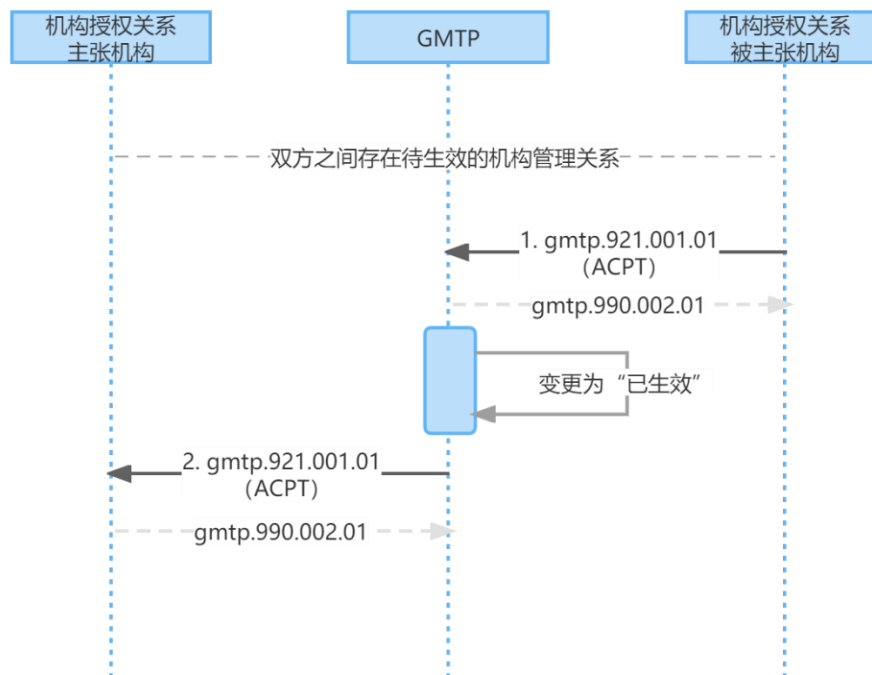 机构授权关系
主张机构
GMTP
机构授权关系
被主张机构
双方之间存在待生效的机构管理关系
1. gmtp.921.001.01
（ACPT）
gmtp.990.002.01
变更为“已生效”
2. gmtp.921.001.01
（ACPT）
gmtp.990.002.01